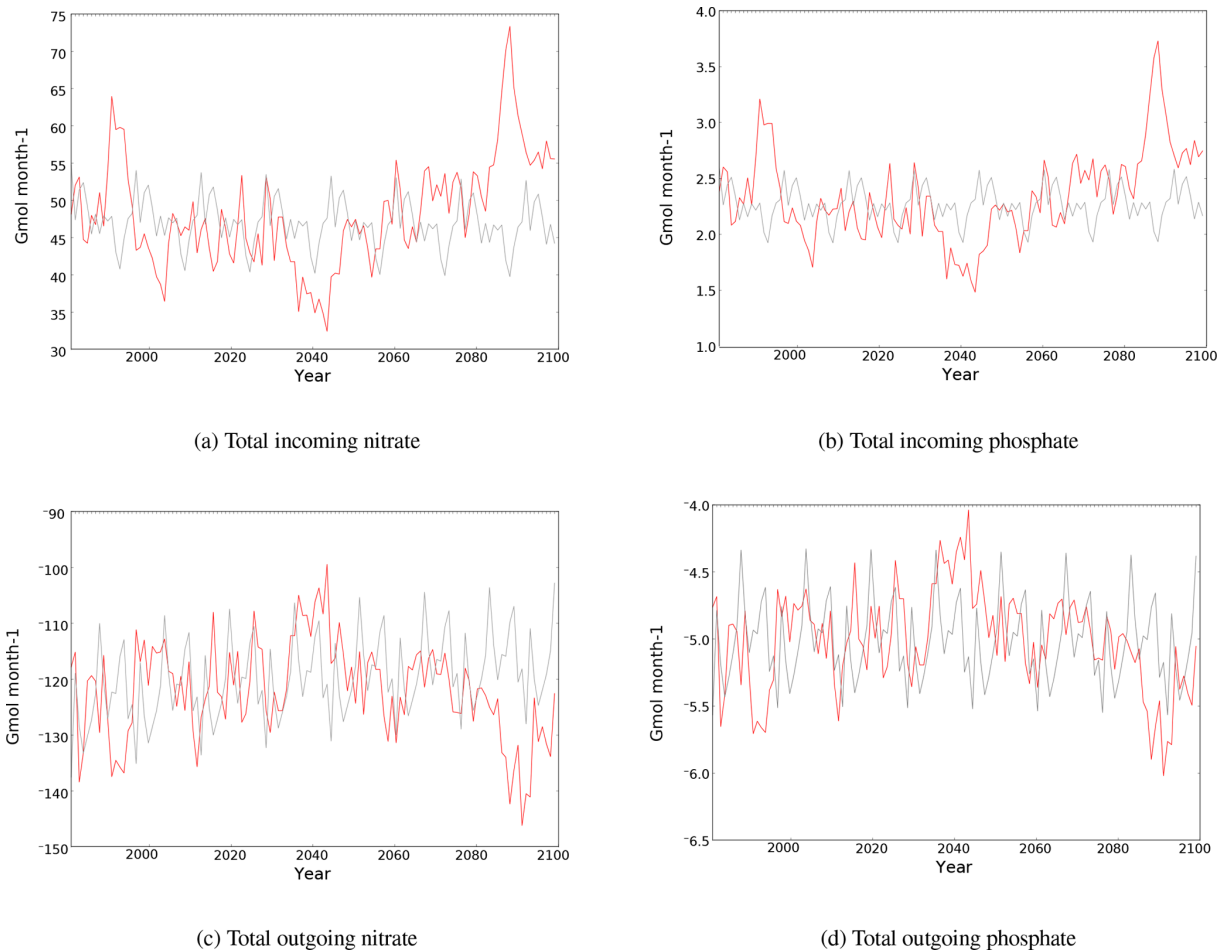 75
70
65
60
55
50
45
40
35
30
Gmol month-1
2000 2020 2040 2060 2080 2100
Year
(a) Total incoming nitrate
4.0
3.5
3.0
2.5
2.0
1.5
1.0
Gmol month-1
2000 2020 2040 2060 2080 2100
Year
(b) Total incoming phosphate
-90
-100
-110
-120
-130
-140
-150
Gmol month-1
2000 2020 2040 2060 2080 2100
Year
(c) Total outgoing nitrate
-4.0
-4.5
-5.0
-5.5
-6.0
-6.5
Gmol month-1
2000 2020 2040 2060 2080 2100
Year
(d) Total outgoing phosphate